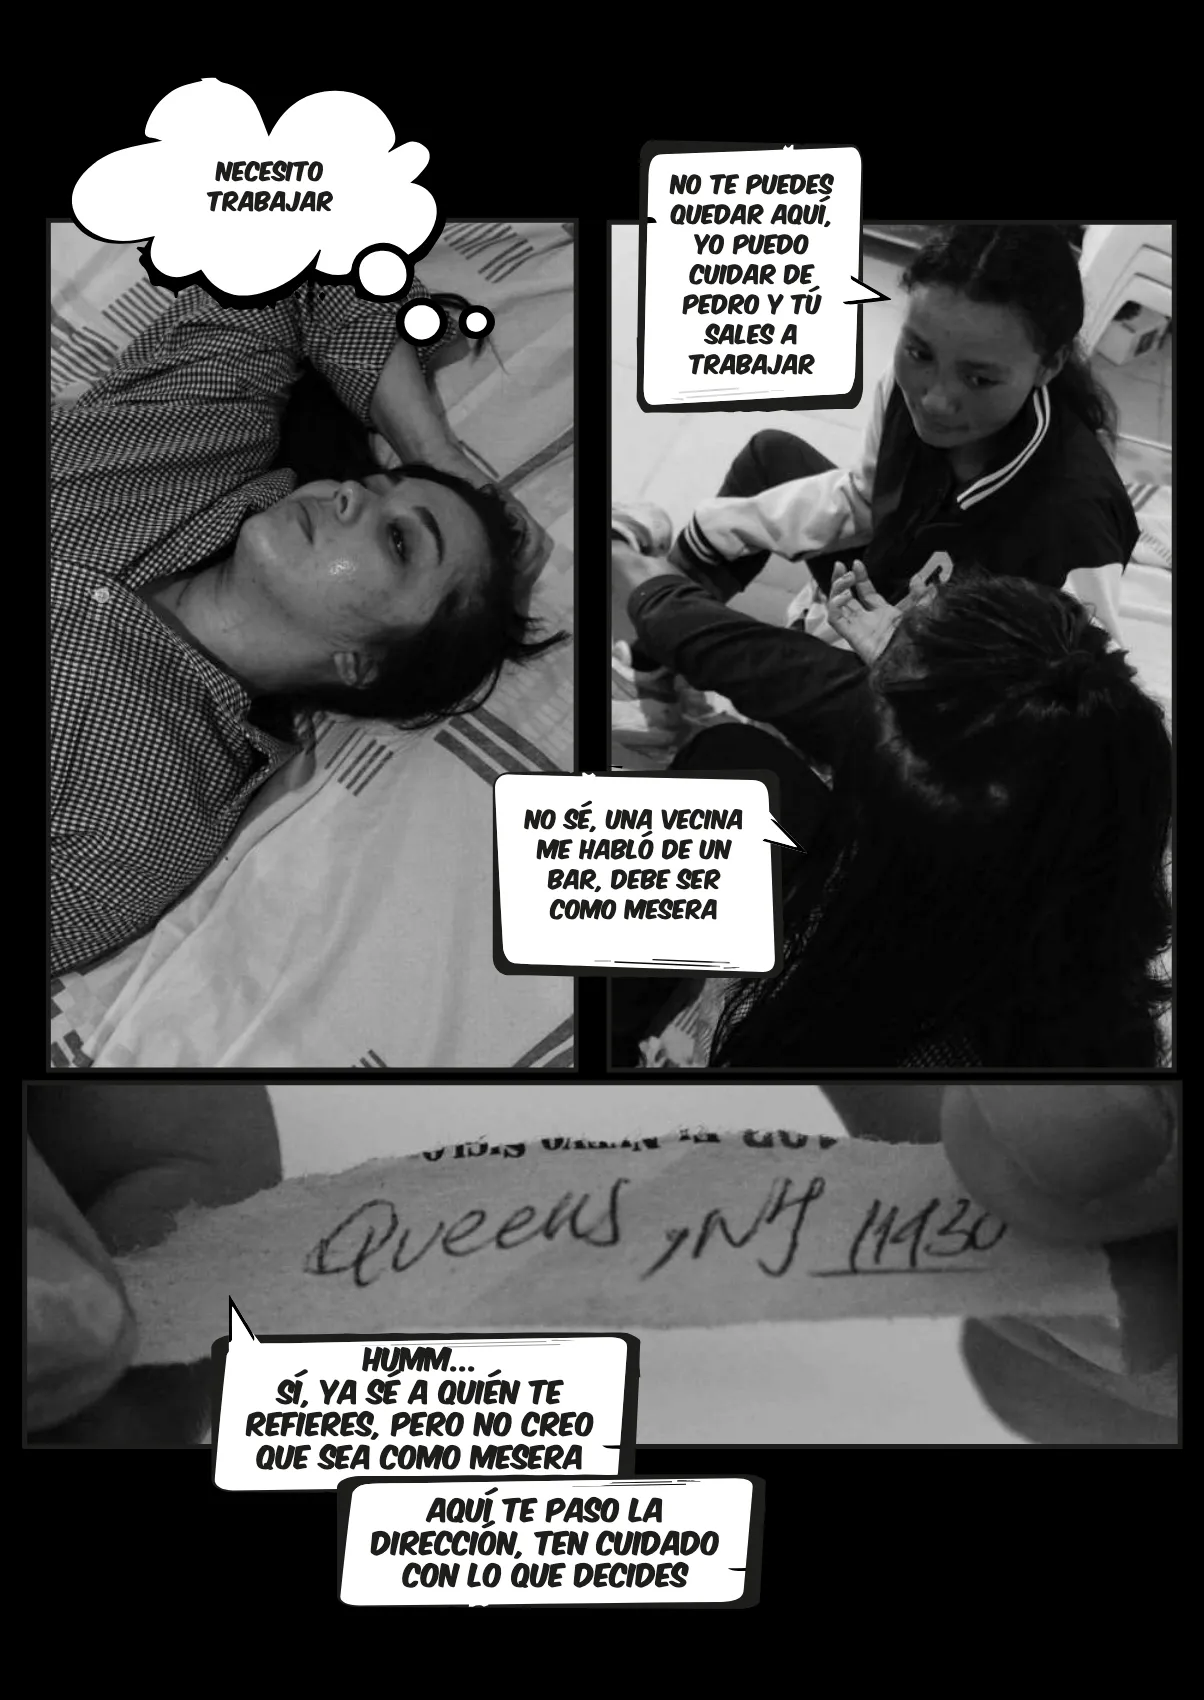 NECESITO
TRABAJAR
NO TE PUEDES
QUEDAR AQUÍ,
YO PUEDO
CUIDAR DE
PEDRO Y TÚ
SALES A
TRABAJAR
NO SÉ, UNA VECINA
ME HABLÓ DE UN
BAR, DEBE SER
COMO MESERA
Queens, NY 11430
HUMM...
SÍ, YA SÉ A QUIÉN TE
REFIERES, PERO NO CREO
QUE SEA COMO MESERA
AQUÍ TE PASO LA
DIRECCIÓN, TEN CUIDADO
CON LO QUE DECIDES